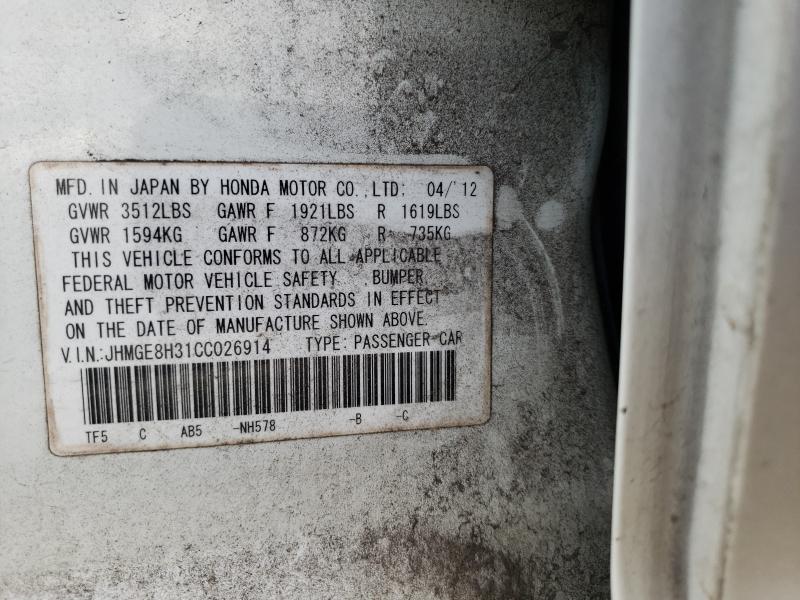 MFD. IN JAPAN BY HONDA MOTOR CO.,LTD: 04/'12
GVWR 3512LBS GAWR F 1921LBS R 1619LBS
GVWR 1594KG GAWR F 872KG R 735KG
THIS VEHICLE CONFORMS TO ALL APPLICABLE
FEDERAL MOTOR VEHICLE SAFETY ,BUMPER
AND THEFT PREVENTION STANDARDS IN EFFECT
ON THE DATE OF MANUFACTURE SHOWN ABOVE.
V.I.N:JHMGE8H31CC026914 TYPE: PASSENGER CAR
TF5 C AB5 -NH578 -B -C